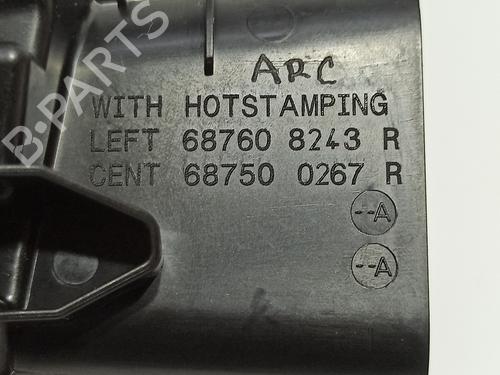 ARC
WITH HOTSTAMPING
LEFT 68760 8243 R
CENT 68750 0267 R
--A
--A
B-PARTS